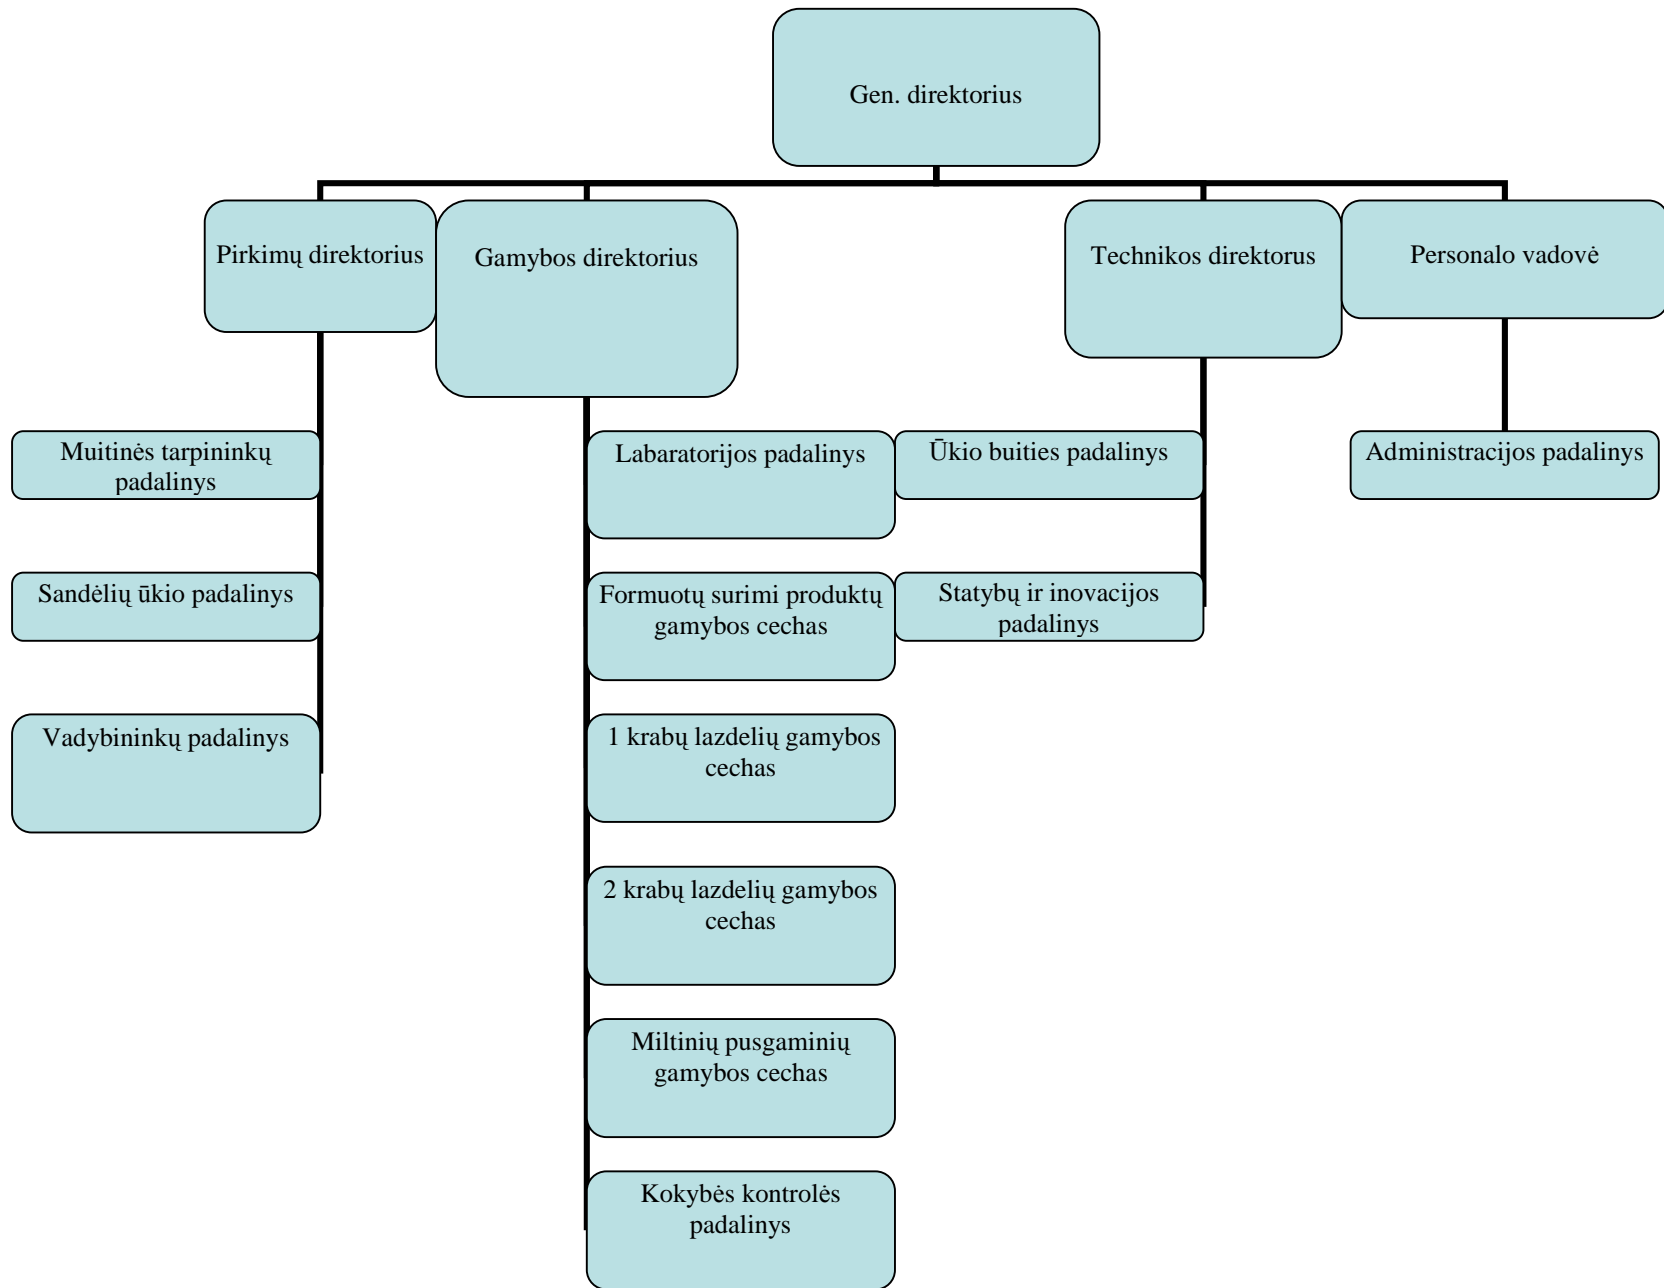 Gen. direktorius
Pirkimų direktorius
Gamybos direktorius
Technikos direktorus
Personalo vadovė
Muitinės tarpininkų
padalinys
Labaratorijos padalinys
Ūkio buities padalinys
Administracijos padalinys
Sandėlių ūkio padalinys
Formuotų surimi produktų
gamybos cechas
Statybų ir inovacijos
padalinys
Vadybininkų padalinys
1 krabų lazdelių gamybos
cechas
2 krabų lazdelių gamybos
cechas
Miltinių pusgaminių
gamybos cechas
Kokybės kontrolės
padalinys